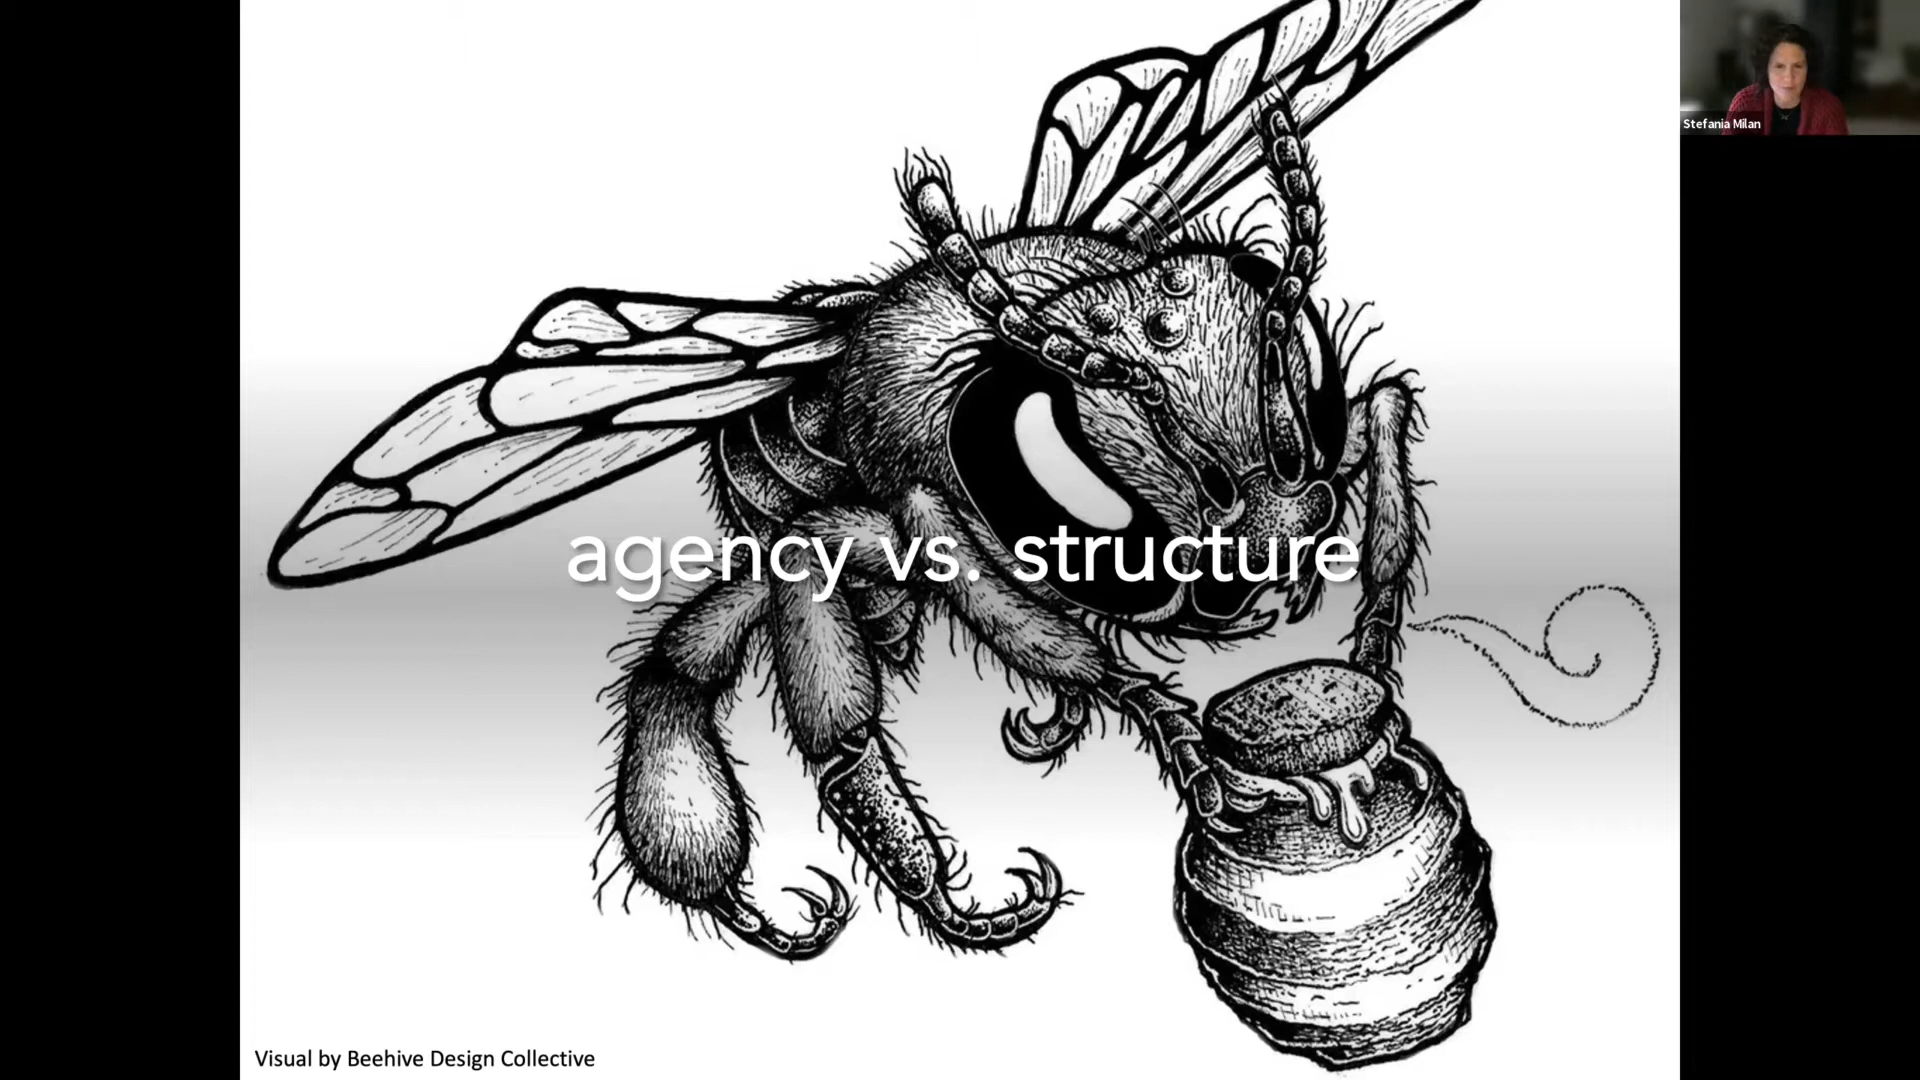 Stefania Milan
agency vs. structure
Visual by Beehive Design Collective